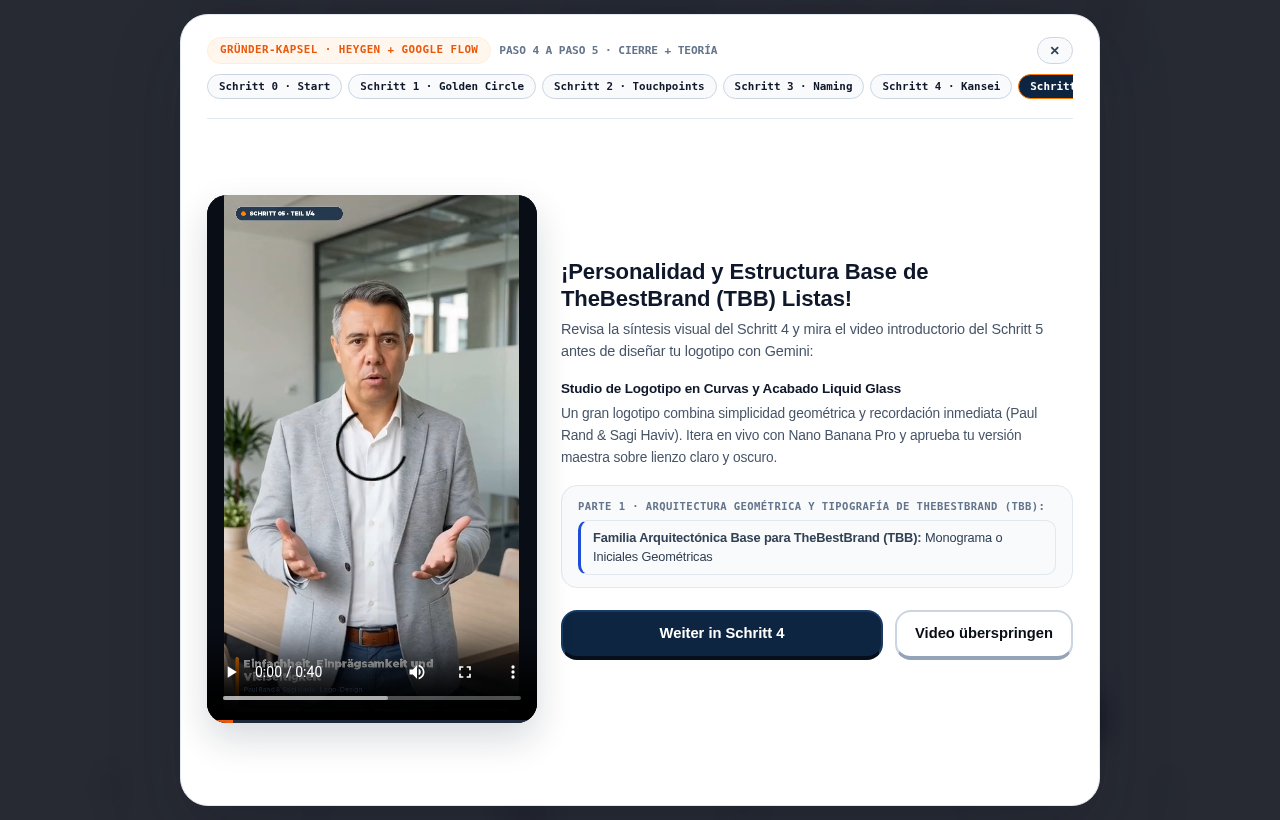 GRÜNDER-KAPSEL · HEYGEN + GOOGLE FLOW
PASO 4 A PASO 5 · CIERRE + TEORÍA
✕
Schritt 0 · Start
Schritt 1 · Golden Circle
Schritt 2 · Touchpoints
Schritt 3 · Naming
Schritt 4 · Kansei
Schritt
SCHRITT 05 · TEIL 1/4
Einfachheit, Einprägsamkeit und
Vielseitigkeit
0:00 / 0:40
¡Personalidad y Estructura Base de
TheBestBrand (TBB) Listas!
Revisa la síntesis visual del Schritt 4 y mira el video introductorio del Schritt 5
antes de diseñar tu logotipo con Gemini:
Studio de Logotipo en Curvas y Acabado Liquid Glass
Un gran logotipo combina simplicidad geométrica y recordación inmediata (Paul
Rand & Sagi Haviv). Itera en vivo con Nano Banana Pro y aprueba tu versión
maestra sobre lienzo claro y oscuro.
PARTE 1 · ARQUITECTURA GEOMÉTRICA Y TIPOGRAFÍA DE THEBESTBRAND (TBB):
Familia Arquitectónica Base para TheBestBrand (TBB): Monograma o
Iniciales Geométricas
Weiter in Schritt 4
Video überspringen